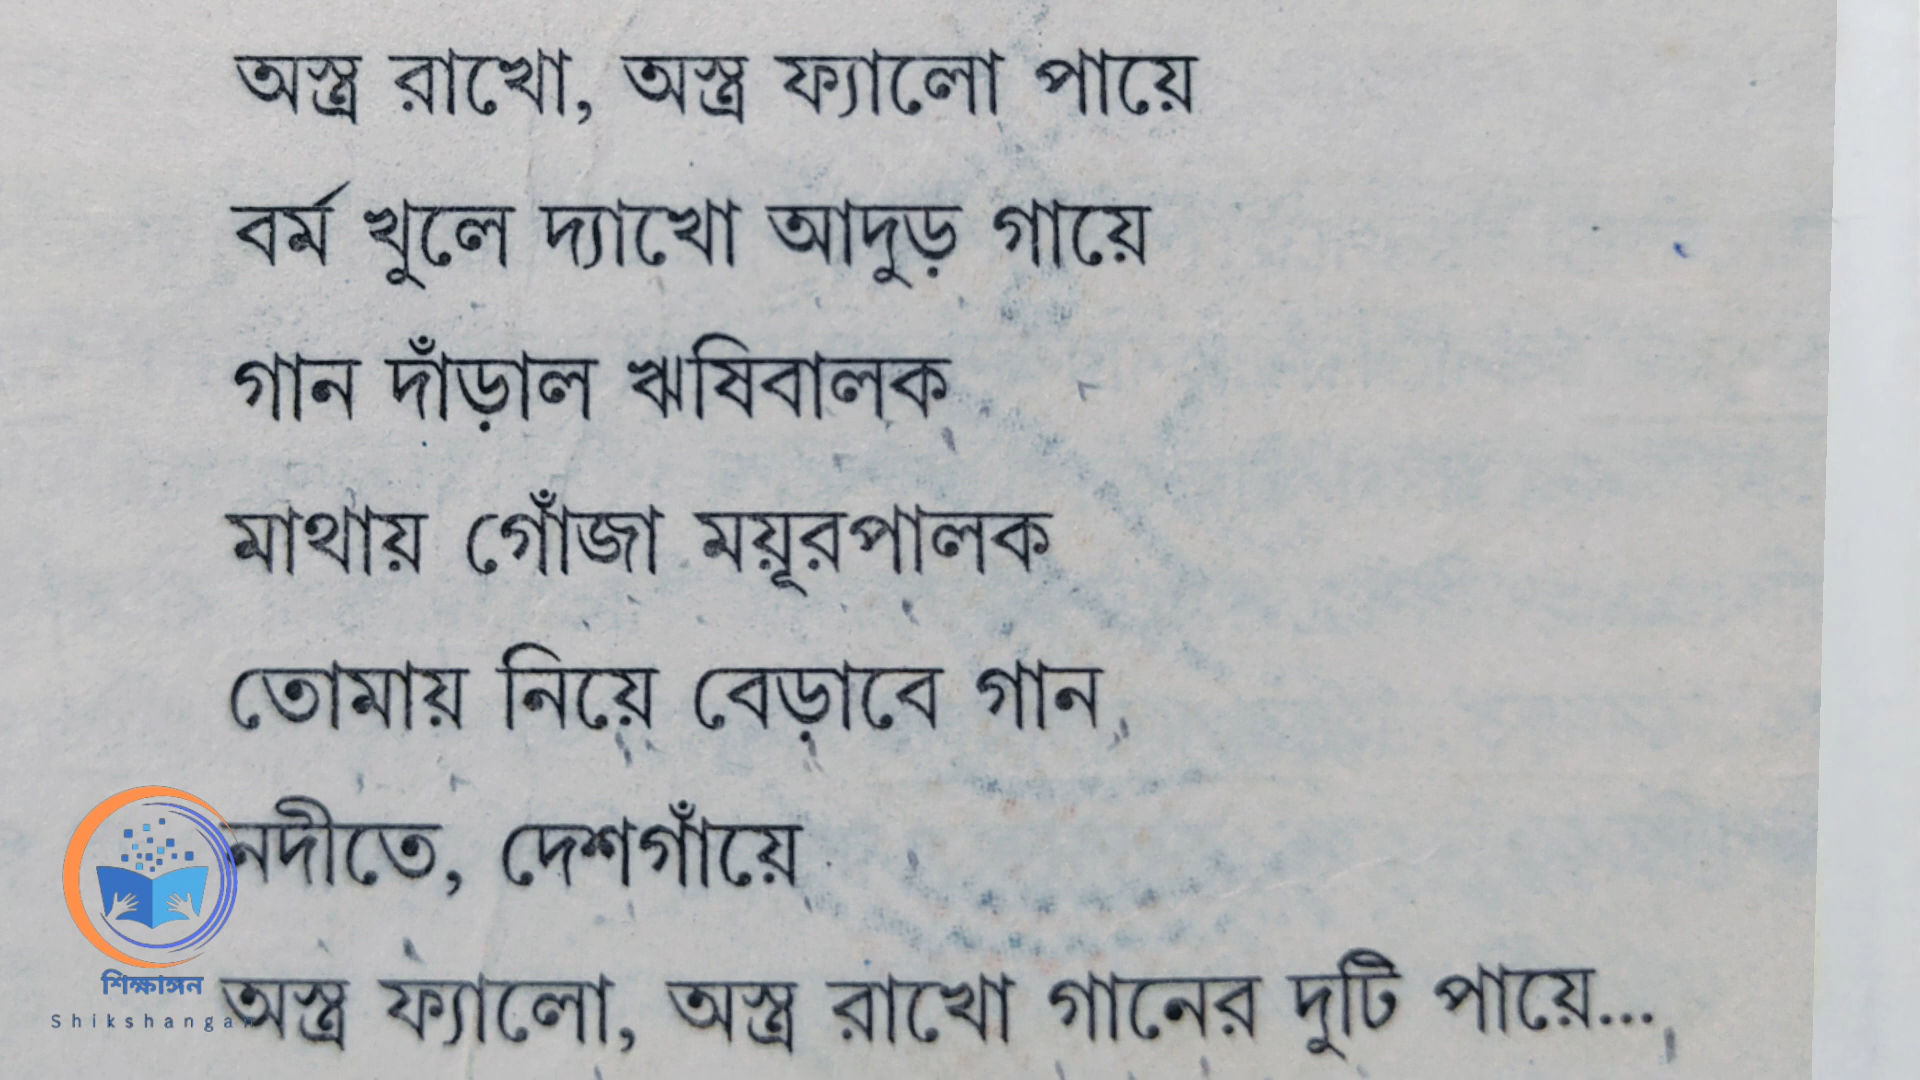 অস্ত্র রাখো, অস্ত্র ফ্যালো পায়ে
বর্ম খুলে দ্যাখো আদুড় গায়ে
গান দাঁড়াল ঋষিবালক
মাথায় গোঁজা ময়ূরপালক
তোমায় নিয়ে বেড়াবে গান
নদীতে, দেশগাঁয়ে
অস্ত্র ফ্যালো, অস্ত্র রাখো গানের দুটি পায়ে...
শিক্ষাঙ্গন
Shikshangan